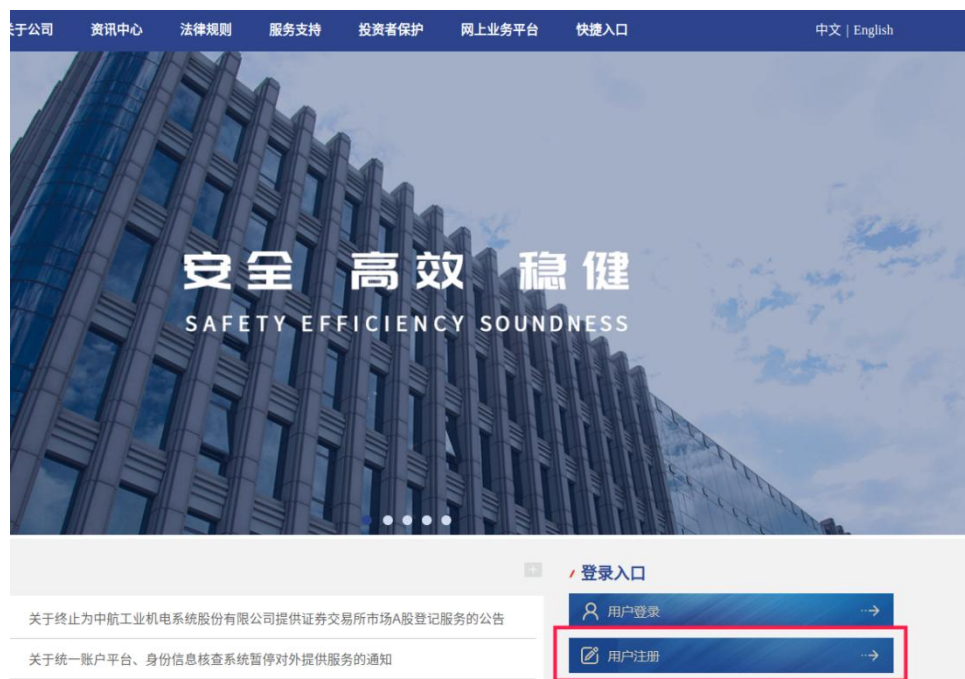 关于公司 资讯中心 法律规则 服务支持 投资者保护 网上业务平台 快捷入口 中文 | English
安全 高效 稳健
SAFETY EFFICIENCY SOUNDNESS
登录入口
关于终止为中航工业机电系统股份有限公司提供证券交易所市场A股登记服务的公告
用户登录
关于统一账户平台、身份信息核查系统暂停对外提供服务的通知
用户注册